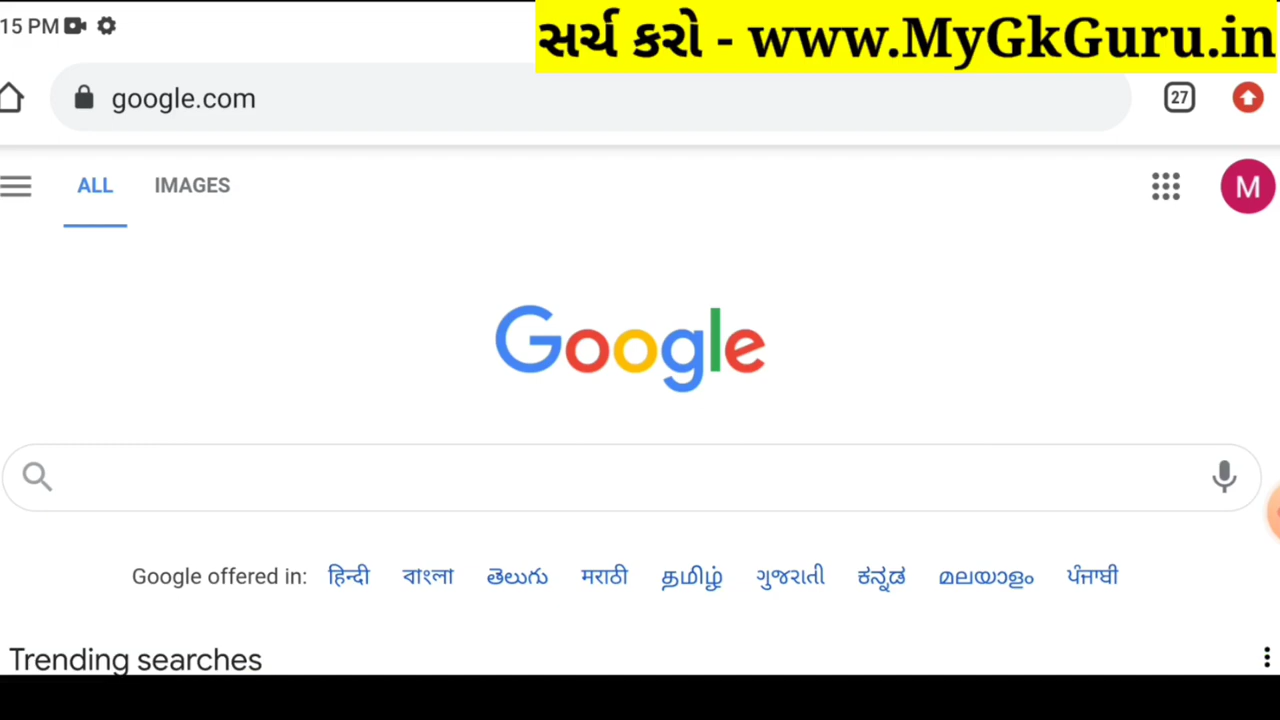 15 PM
સર્ચ કરો - www.MyGkGuru.in
google.com
27
ALL IMAGES
M
Google
Google offered in: हिन्दी বাংলা తెలుగు मराठी தமிழ் ગુજરાતી ಕನ್ನಡ മലയാളം ਪੰਜਾਬੀ
Trending searches